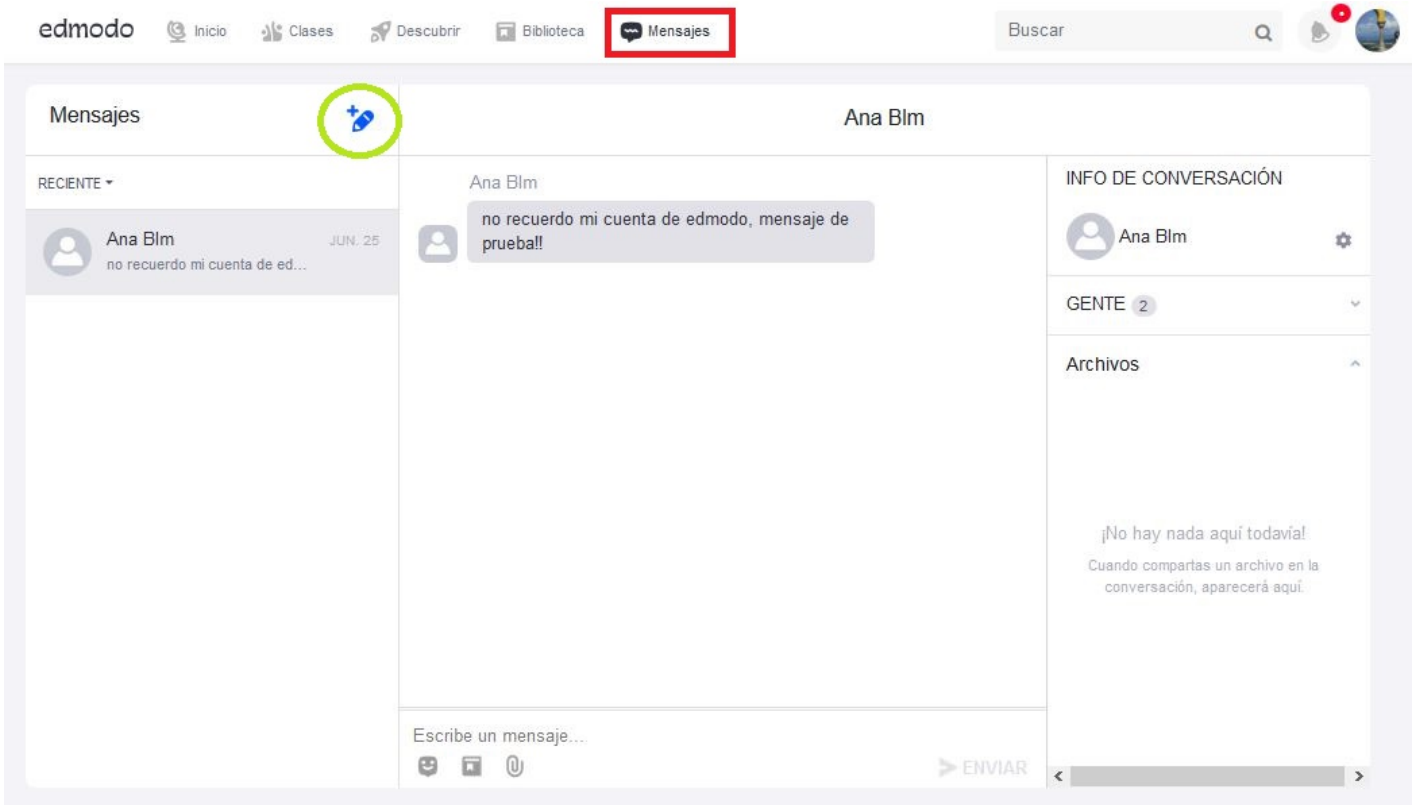 edmodo Inicio Clases Descubrir Biblioteca Mensajes Buscar
Mensajes
Ana Blm
RECIENTE
Ana Blm JUN. 25
no recuerdo mi cuenta de ed...
Ana Blm
no recuerdo mi cuenta de edmodo, mensaje de
prueba!!
Escribe un mensaje...
ENVIAR
INFO DE CONVERSACIÓN
Ana Blm
GENTE 2
Archivos
¡No hay nada aquí todavía!
Cuando compartas un archivo en la
conversación, aparecerá aquí.